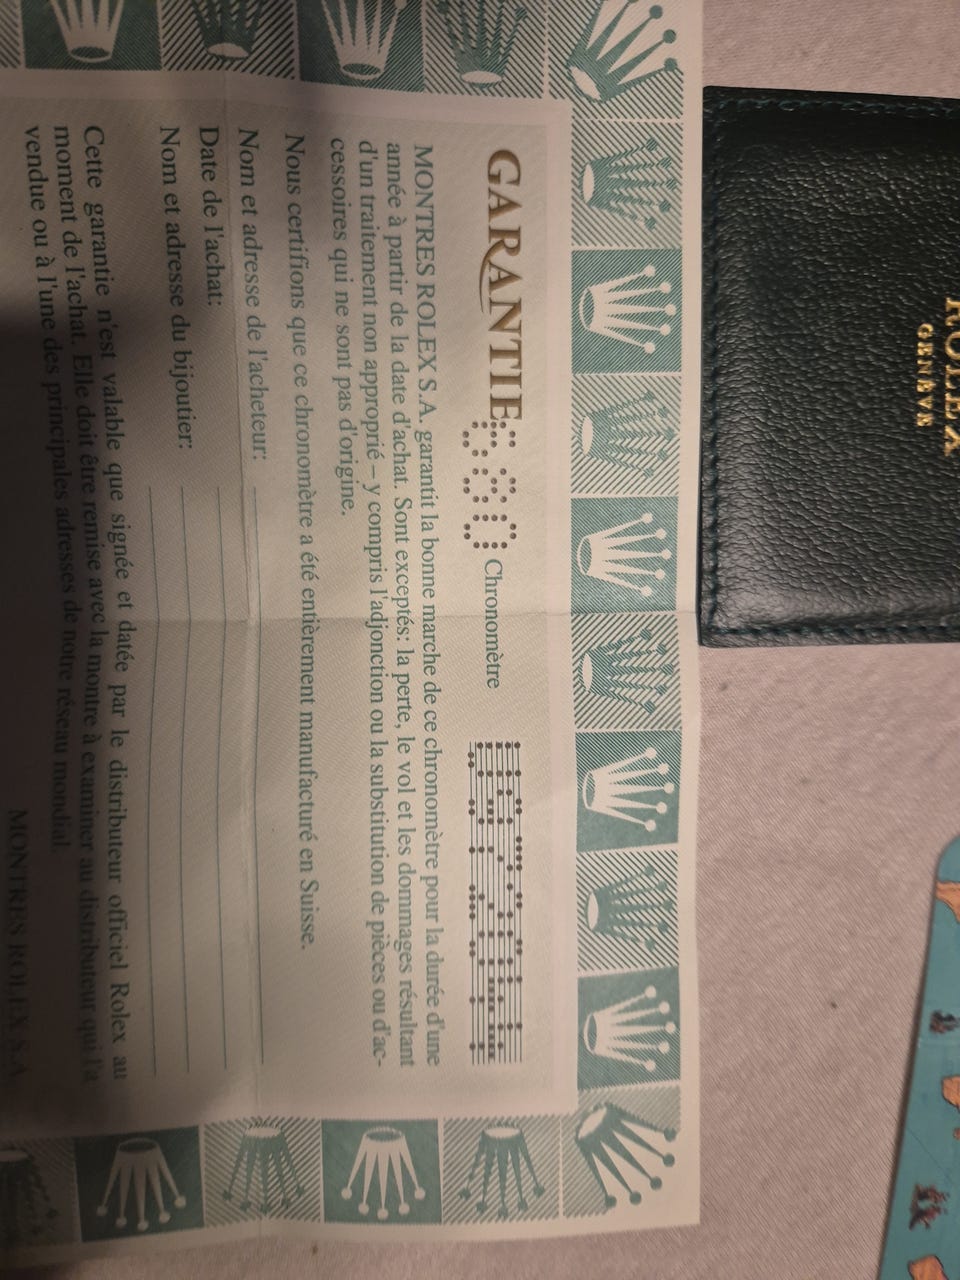 GARANTIE
Chronomètre
MONTRES ROLEX S.A. garantit la bonne marche de ce chronomètre pour la durée d'une
année à partir de la date d'achat. Sont exceptés: la perte, le vol et les dommages résultant
d'un traitement non approprié – y compris l'adjonction ou la substitution de pièces ou d'ac-
cessoires qui ne sont pas d'origine.
Nous certifions que ce chronomètre a été entièrement manufacturé en Suisse.
Nom et adresse de l'acheteur:
Date de l'achat:
Nom et adresse du bijoutier:
Cette garantie n'est valable que signée et datée par le distributeur officiel Rolex au
moment de l'achat. Elle doit être remise avec la montre à examiner au distributeur qui l'a
vendue ou à l'une des principales adresses de notre réseau mondial.
MONTRES ROLEX S.A
ROLEX
GENEVE